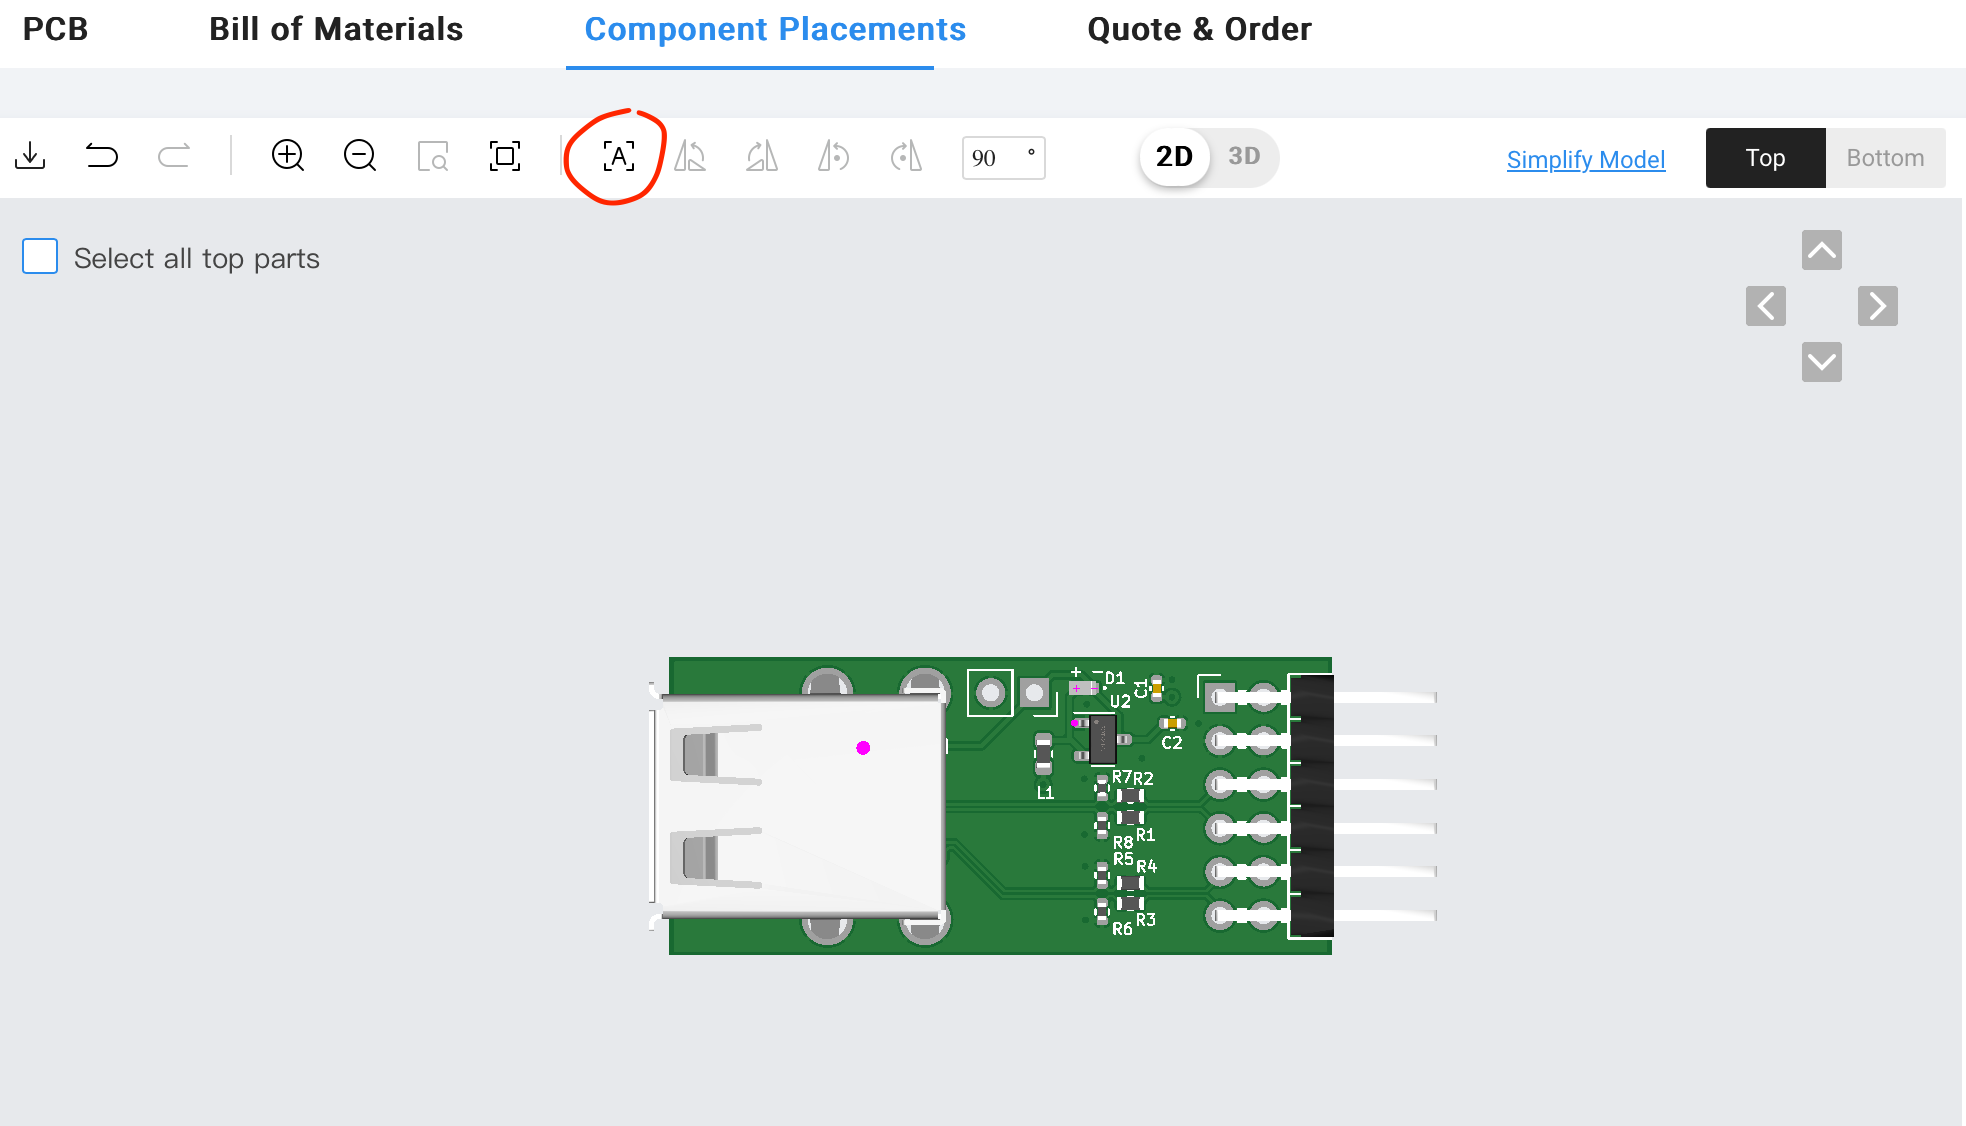 PCB Bill of Materials Component Placements Quote & Order
A 90 ° 2D 3D Simplify Model Top Bottom
Select all top parts
+ − D1 C1
+ −
U2
C2
L1
R7 R2
R1
R8
R5
R4
R3
R6